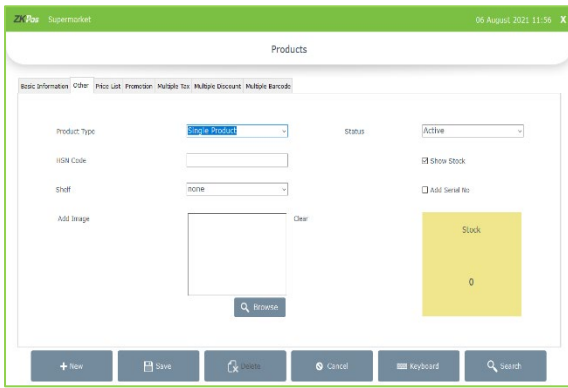 ZKPos Supermarket 06 August 2021 11:56 X
Products
Basic Information Other Price List Promotion Multiple Tax Multiple Discount Multiple Barcode
Product Type Single Product Status Active
HSN Code Show Stock
Shelf none Add Serial No
Add Image Clear Stock
0
Browse
New Save Delete Cancel Keyboard Search